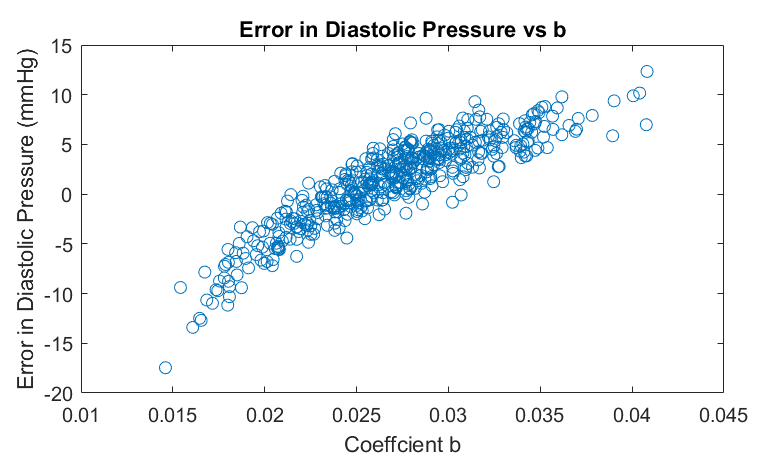 Error in Diastolic Pressure vs b
Error in Diastolic Pressure (mmHg)
15
10
5
0
-5
-10
-15
-20
0.01 0.015 0.02 0.025 0.03 0.035 0.04 0.045
Coeffcient b